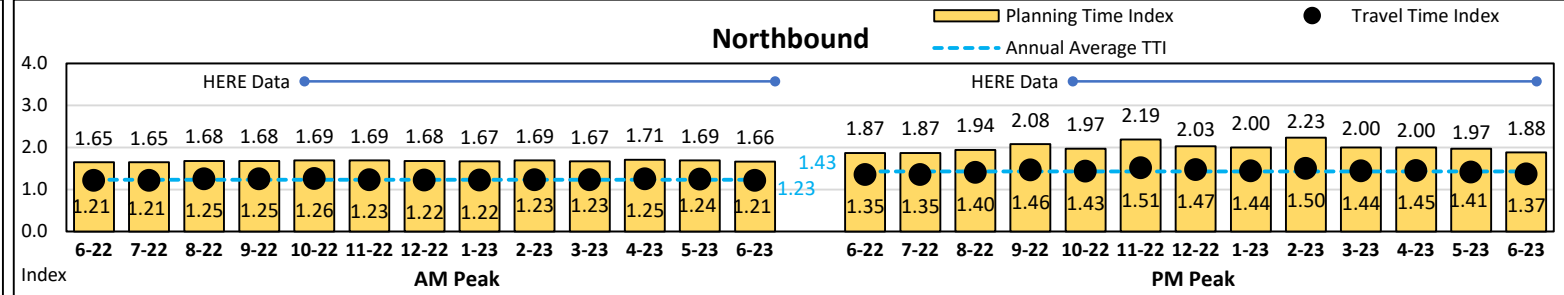 Northbound
Planning Time Index
Travel Time Index
Annual Average TTI
4.0
3.0
2.0
1.0
0.0
HERE Data
HERE Data
1.65 1.65 1.68 1.68 1.69 1.69 1.68 1.67 1.69 1.67 1.71 1.69 1.66
1.87 1.87 1.94 2.08 1.97 2.19 2.03 2.00 2.23 2.00 2.00 1.97 1.88
1.43
1.23
1.21 1.21 1.25 1.25 1.26 1.23 1.22 1.22 1.23 1.23 1.25 1.24 1.21
1.35 1.35 1.40 1.46 1.43 1.51 1.47 1.44 1.50 1.44 1.45 1.41 1.37
6-22 7-22 8-22 9-22 10-22 11-22 12-22 1-23 2-23 3-23 4-23 5-23 6-23
6-22 7-22 8-22 9-22 10-22 11-22 12-22 1-23 2-23 3-23 4-23 5-23 6-23
Index
AM Peak
PM Peak